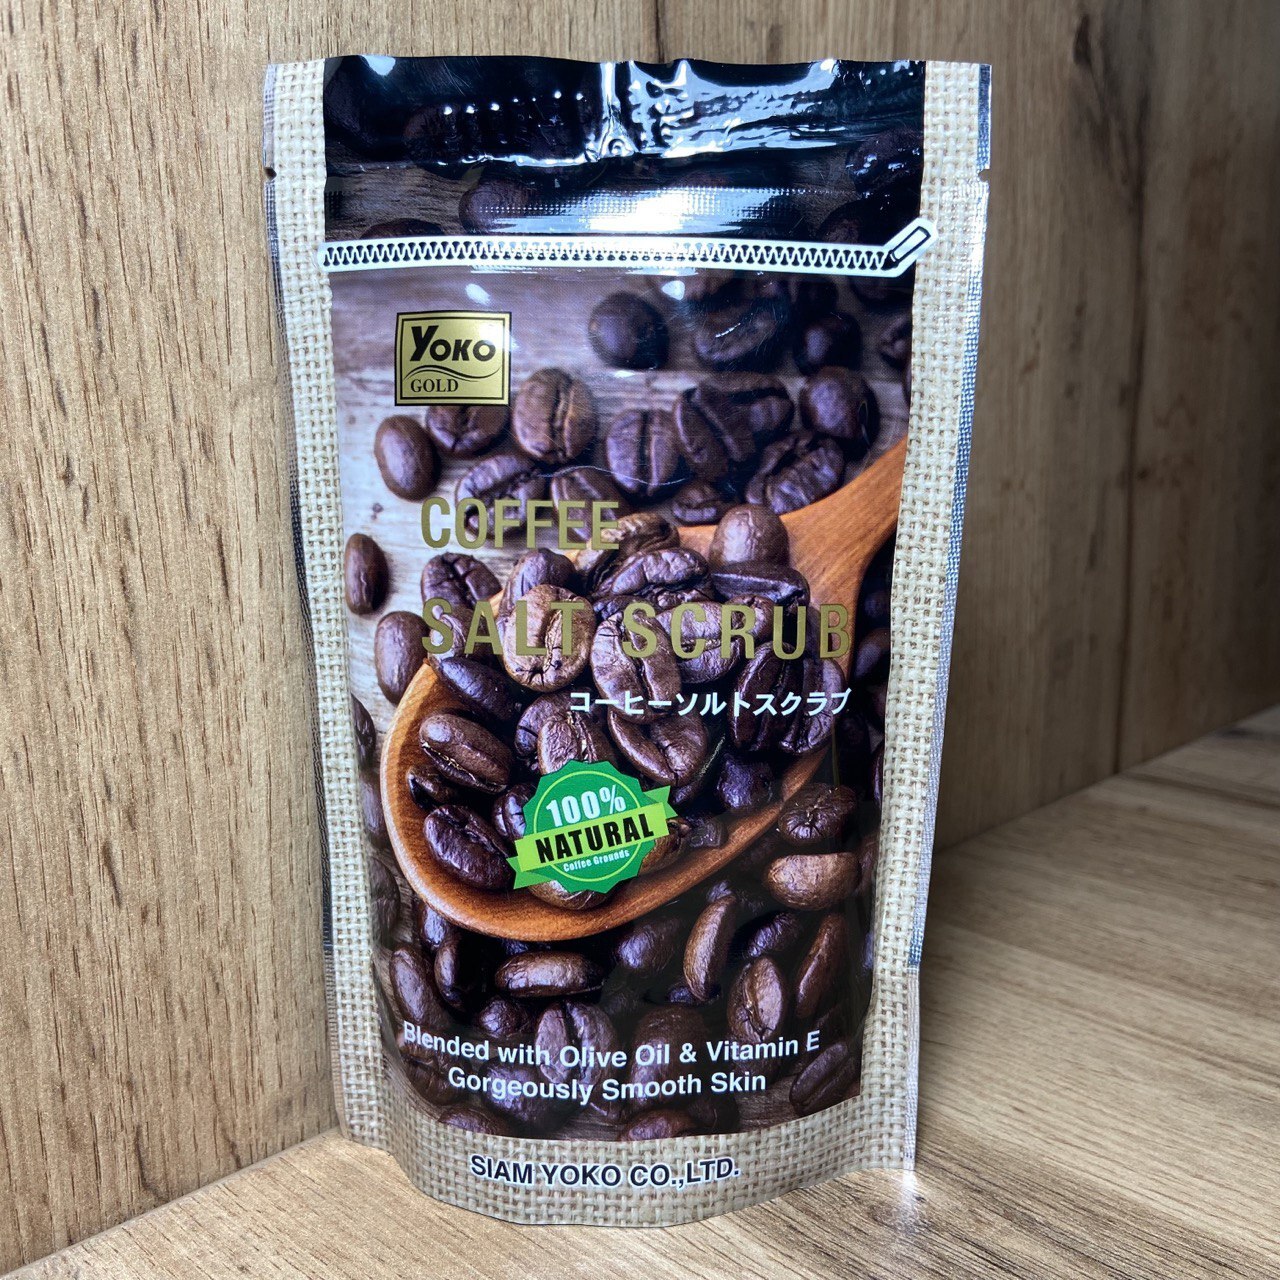 YOKO
GOLD
COFFEE
SALT SCRUB
コーヒーソルトスクラブ
100%
NATURAL
Coffee Grounds
Blended with Olive Oil & Vitamin E
Gorgeously Smooth Skin
SIAM YOKO CO.,LTD.